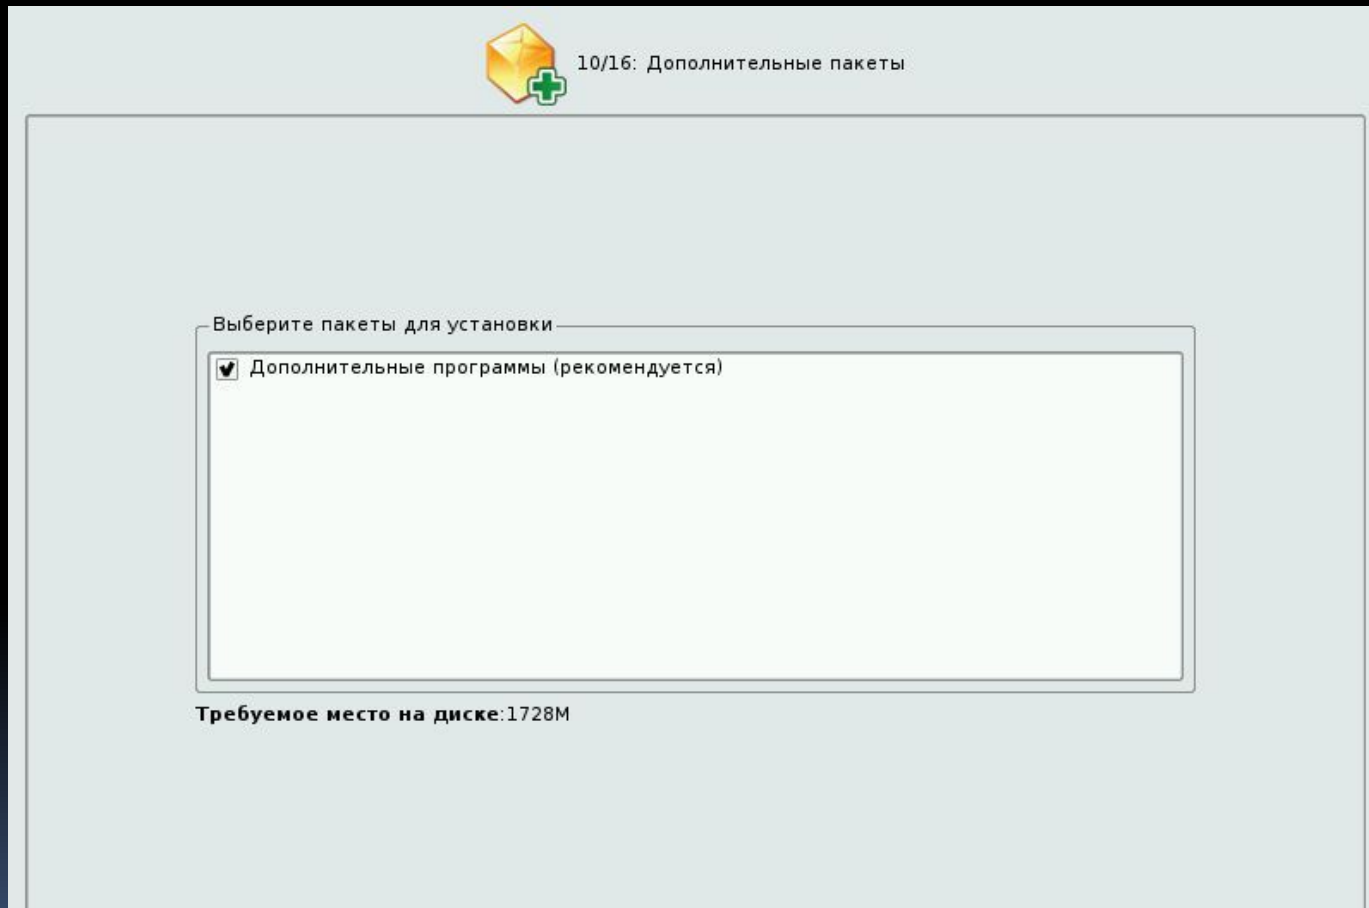 10/16: Дополнительные пакеты
Выберите пакеты для установки
Дополнительные программы (рекомендуется)
Требуемое место на диске:1728M